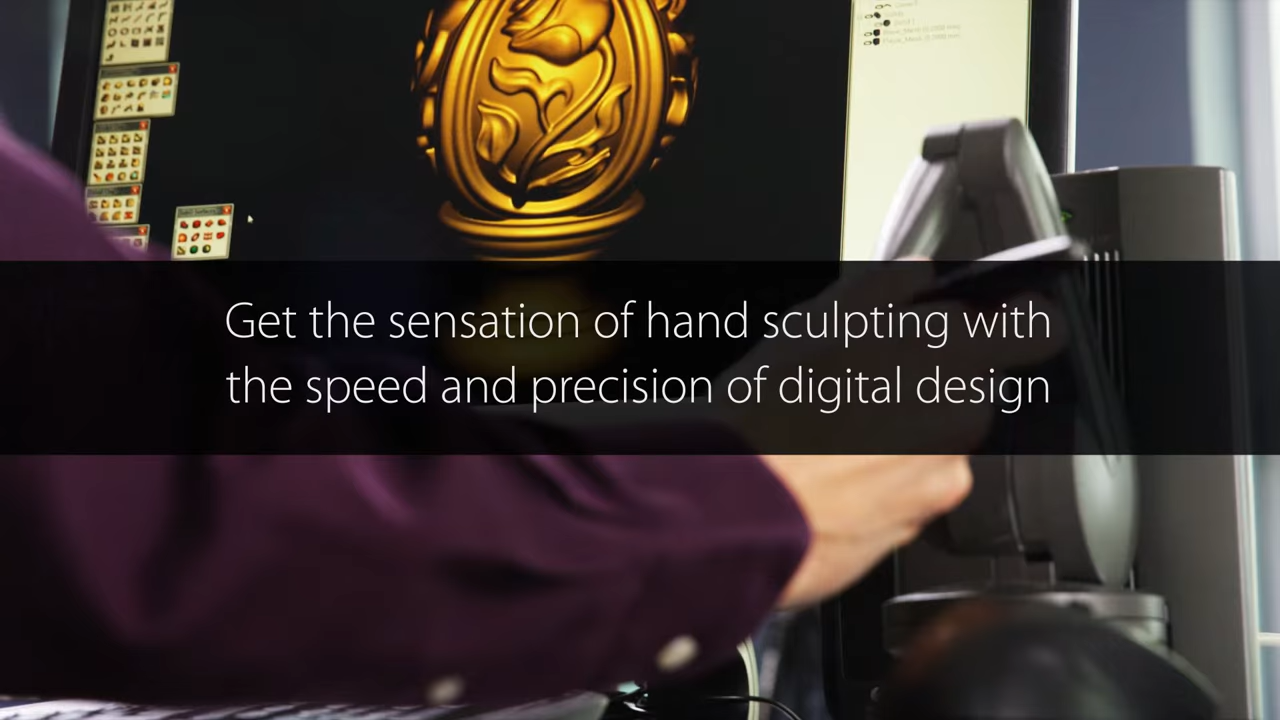 Get the sensation of hand sculpting with
the speed and precision of digital design